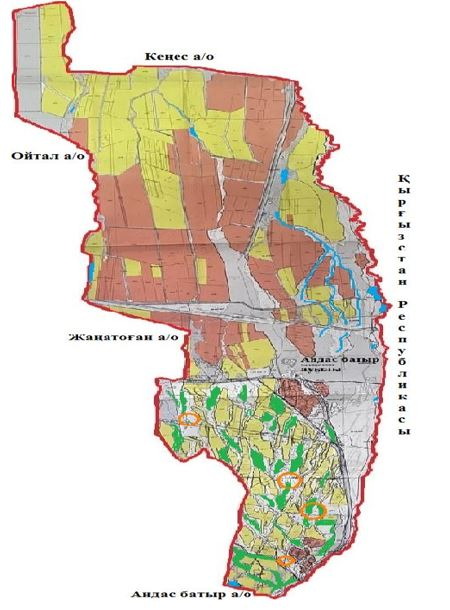 Кеңес а/о
Ойтал а/о
Қырғызстан Республикасы
Жаңатоған а/о
Андас батыр
ауылы
Андас батыр а/о